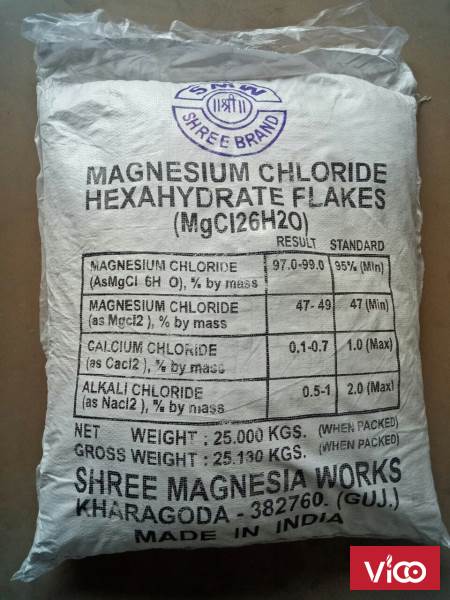 SMW
॥श्री॥
SHREE BRAND
MAGNESIUM CHLORIDE
HEXAHYDRATE FLAKES
(MgCl26H2O)
RESULT STANDARD
MAGNESIUM CHLORIDE 97.0-99.0 95% (Min)
(AsMgCl 6H O), % by mass
MAGNESIUM CHLORIDE 47-49 47 (Min)
(as Mgcl2), % by mass
CALCIUM CHLORIDE 0.1-0.7 1.0 (Max)
(as Cacl2), % by mass
ALKALI CHLORIDE 0.5-1 2.0 (Max)
(as Nacl2), % by mass
NET WEIGHT : 25.000 KGS. (WHEN PACKED)
GROSS WEIGHT : 25.130 KGS. (WHEN PACKED)
SHREE MAGNESIA WORKS
KHARAGODA - 382760. (GUJ.)
MADE IN INDIA
Vico